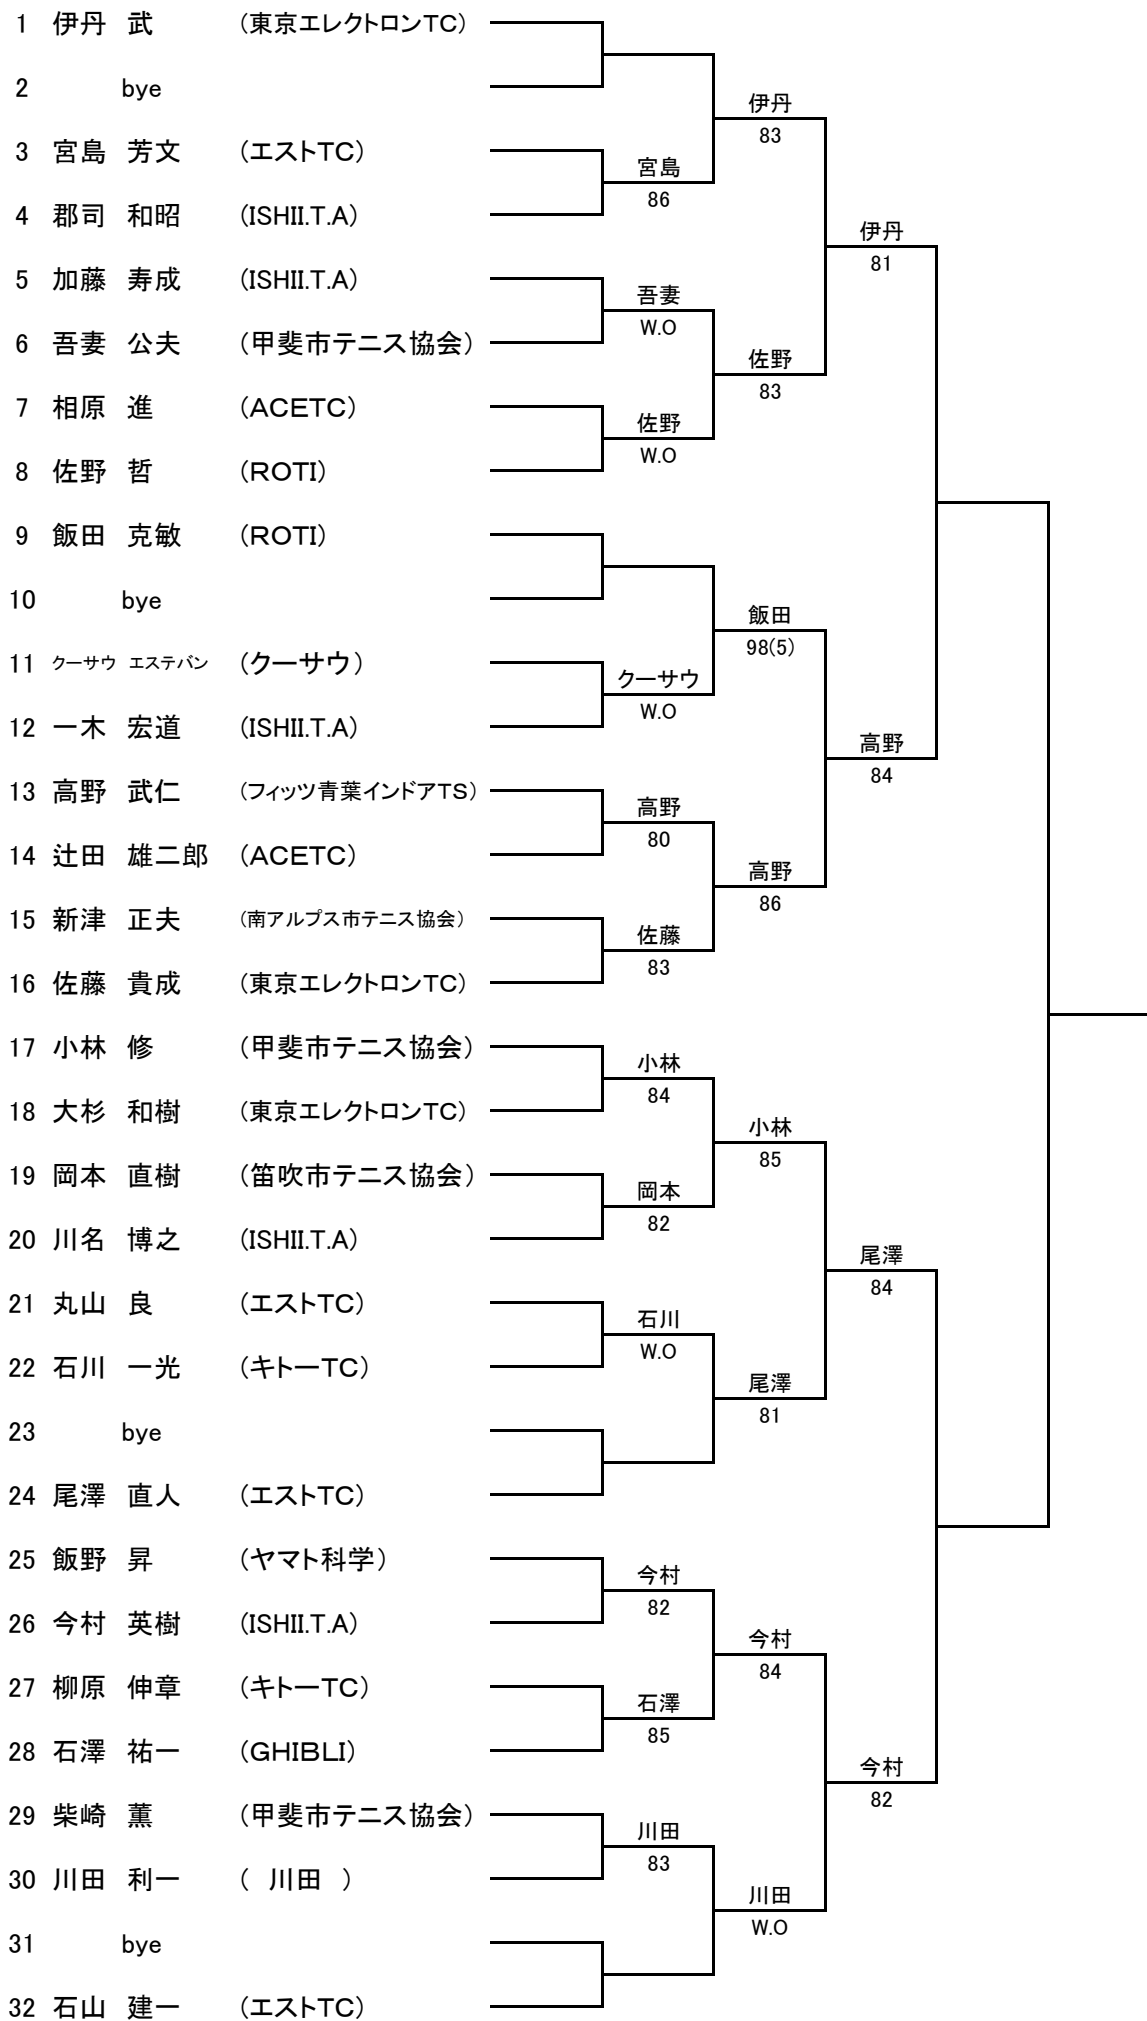 1 伊丹 武 (東京エレクトロンTC)
2 bye
伊丹
83
3 宮島 芳文 (エストTC)
宮島
86
4 郡司 和昭 (ISHII.T.A)
伊丹
81
5 加藤 寿成 (ISHII.T.A)
吾妻
W.O
6 吾妻 公夫 (甲斐市テニス協会)
佐野
83
7 相原 進 (ACETC)
佐野
W.O
8 佐野 哲 (ROTI)
9 飯田 克敏 (ROTI)
10 bye
飯田
98(5)
11 クーサウ エステバン (クーサウ)
クーサウ
W.O
12 一木 宏道 (ISHII.T.A)
高野
84
13 高野 武仁 (フィッツ青葉インドアTS)
高野
80
14 辻田 雄二郎 (ACETC)
高野
86
15 新津 正夫 (南アルプス市テニス協会)
佐藤
83
16 佐藤 貴成 (東京エレクトロンTC)
17 小林 修 (甲斐市テニス協会)
小林
84
18 大杉 和樹 (東京エレクトロンTC)
小林
85
19 岡本 直樹 (笛吹市テニス協会)
岡本
82
20 川名 博之 (ISHII.T.A)
尾澤
84
21 丸山 良 (エストTC)
石川
W.O
22 石川 一光 (キトーTC)
尾澤
81
23 bye
24 尾澤 直人 (エストTC)
25 飯野 昇 (ヤマト科学)
今村
82
26 今村 英樹 (ISHII.T.A)
今村
84
27 柳原 伸章 (キトーTC)
石澤
85
28 石澤 祐一 (GHIBLI)
今村
82
29 柴崎 薫 (甲斐市テニス協会)
川田
83
30 川田 利一 ( 川田 )
川田
W.O
31 bye
32 石山 建一 (エストTC)